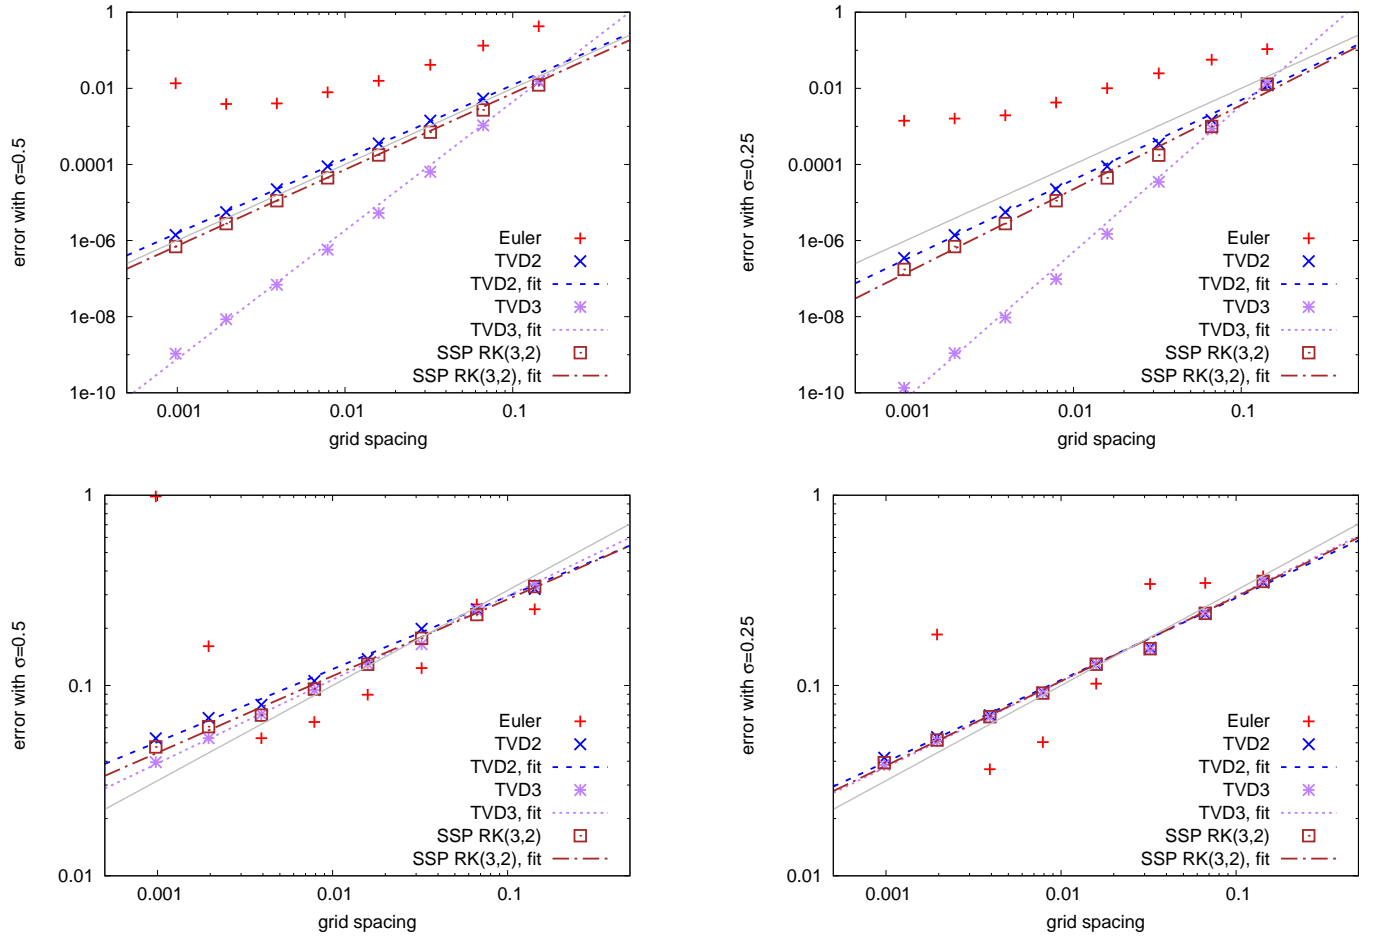 1
0.01
0.0001
1e-06
1e-08
1e-10
0.001
0.01
0.1
error with σ=0.5
grid spacing
Euler
TVD2
TVD2, fit
TVD3
TVD3, fit
SSP RK(3,2)
SSP RK(3,2), fit
1
0.01
0.0001
1e-06
1e-08
1e-10
0.001
0.01
0.1
error with σ=0.25
grid spacing
Euler
TVD2
TVD2, fit
TVD3
TVD3, fit
SSP RK(3,2)
SSP RK(3,2), fit
1
0.1
0.01
0.001
0.01
0.1
error with σ=0.5
grid spacing
Euler
TVD2
TVD2, fit
TVD3
TVD3, fit
SSP RK(3,2)
SSP RK(3,2), fit
1
0.1
0.01
0.001
0.01
0.1
error with σ=0.25
grid spacing
Euler
TVD2
TVD2, fit
TVD3
TVD3, fit
SSP RK(3,2)
SSP RK(3,2), fit